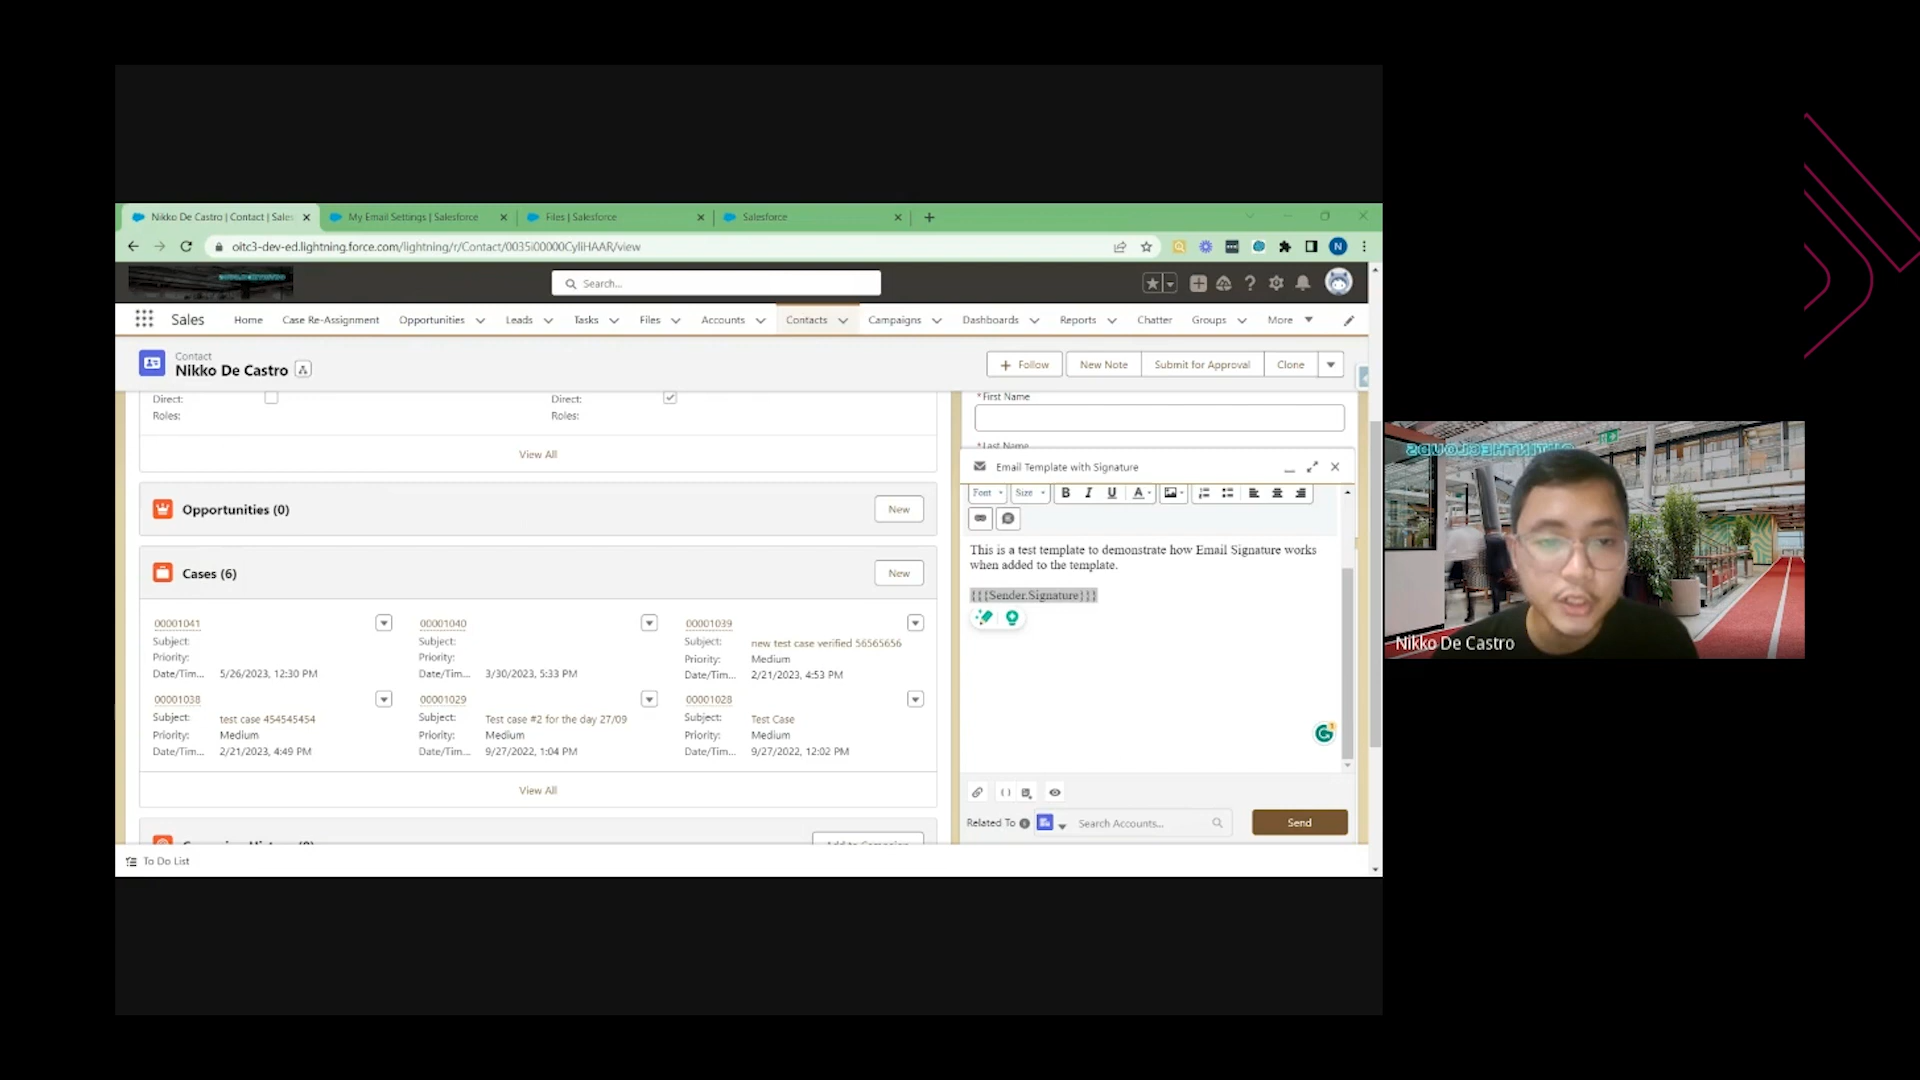 Nikko De Castro | Contact | Sales
My Email Settings | Salesforce
Files | Salesforce
Salesforce
oitc3-dev-ed.lightning.force.com/lightning/r/Contact/0035i00000CyliHAAR/view
N
Search...
Sales
Home
Case Re-Assignment
Opportunities
Leads
Tasks
Files
Accounts
Contacts
Campaigns
Dashboards
Reports
Chatter
Groups
More
Contact
Nikko De Castro
Follow
New Note
Submit for Approval
Clone
Direct:
Roles:
Direct:
Roles:
View All
Opportunities (0)
New
Cases (6)
New
00001041
Subject:
Priority:
Date/Tim... 5/26/2023, 12:30 PM
00001040
Subject:
Priority:
Date/Tim... 3/30/2023, 5:33 PM
00001039
Subject: new test case verified 56565656
Priority: Medium
Date/Tim... 2/21/2023, 4:53 PM
00001038
Subject: test case 454545454
Priority: Medium
Date/Tim... 2/21/2023, 4:49 PM
00001029
Subject: Test case #2 for the day 27/09
Priority: Medium
Date/Tim... 9/27/2022, 1:04 PM
00001028
Subject: Test Case
Priority: Medium
Date/Tim... 9/27/2022, 12:02 PM
View All
To Do List
*First Name
*Last Name
Email Template with Signature
Font
Size
B I U A
This is a test template to demonstrate how Email Signature works
when added to the template.
{{{Sender.Signature}}}
Related To
Search Accounts...
Send
Nikko De Castro